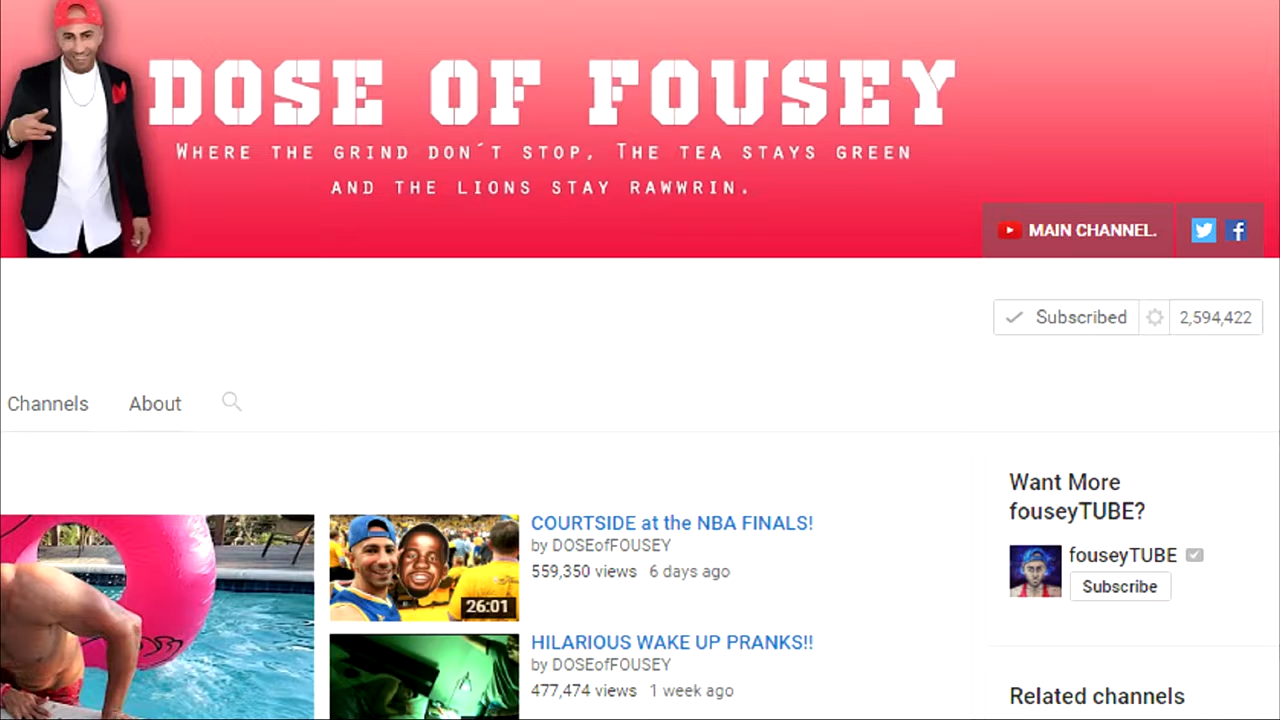 DOSE OF FOUSEY
WHERE THE GRIND DON´T STOP, THE TEA STAYS GREEN
AND THE LIONS STAY RAWWRIN.
MAIN CHANNEL.
Subscribed
2,594,422
Channels
About
COURTSIDE at the NBA FINALS!
by DOSEofFOUSEY
559,350 views 6 days ago
26:01
HILARIOUS WAKE UP PRANKS!!
by DOSEofFOUSEY
477,474 views 1 week ago
Want More
fouseyTUBE?
fouseyTUBE
Subscribe
Related channels